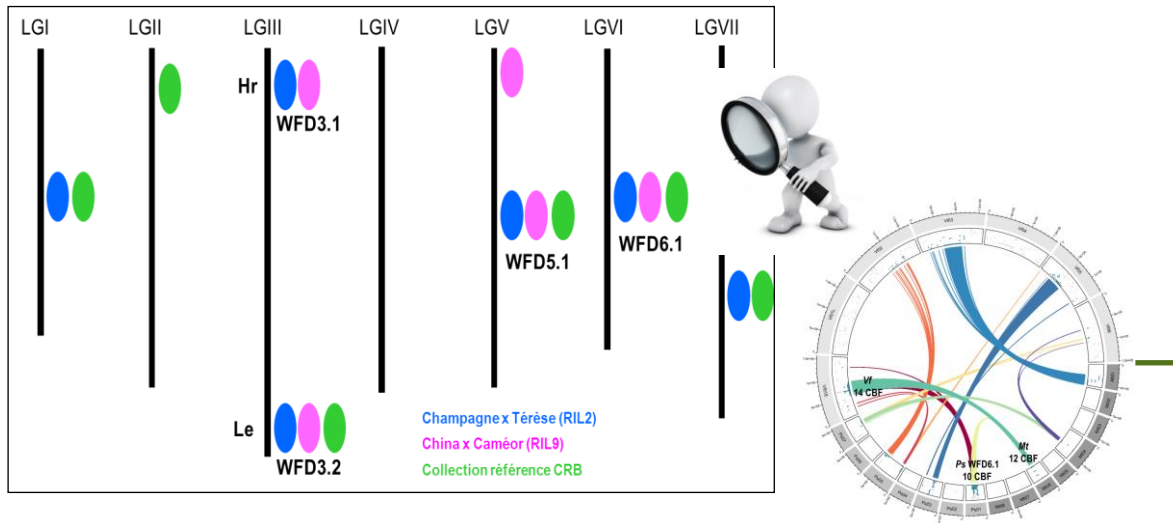 LGI LGII LGIII LGIV LGV LGVI LGVII
Hr
WFD3.1
WFD5.1
WFD6.1
Le
WFD3.2
Champagne x Térèse (RIL2)
China x Caméor (RIL9)
Collection référence CRB
Vf
14 CBF
Mt
12 CBF
Ps WFD6.1
10 CBF